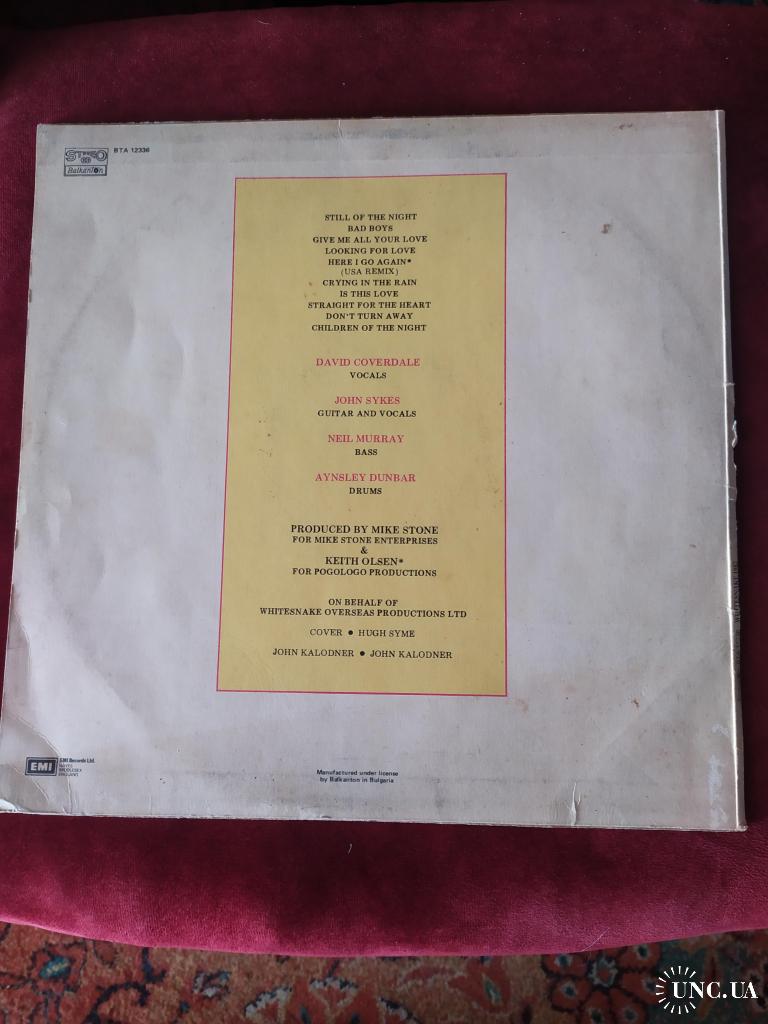 STEREO
BTA 12336
Balkanton
STILL OF THE NIGHT
BAD BOYS
GIVE ME ALL YOUR LOVE
LOOKING FOR LOVE
HERE I GO AGAIN*
(USA REMIX)
CRYING IN THE RAIN
IS THIS LOVE
STRAIGHT FOR THE HEART
DON'T TURN AWAY
CHILDREN OF THE NIGHT
DAVID COVERDALE
VOCALS
JOHN SYKES
GUITAR AND VOCALS
NEIL MURRAY
BASS
AYNSLEY DUNBAR
DRUMS
PRODUCED BY MIKE STONE
FOR MIKE STONE ENTERPRISES
&
KEITH OLSEN*
FOR POGOLOGO PRODUCTIONS
ON BEHALF OF
WHITESNAKE OVERSEAS PRODUCTIONS LTD
COVER ● HUGH SYME
JOHN KALODNER ● JOHN KALODNER
EMI
EMI Records Ltd.
HAYES
MIDDLESEX
ENGLAND
Manufactured under license
by Balkanton in Bulgaria
UNC.UA